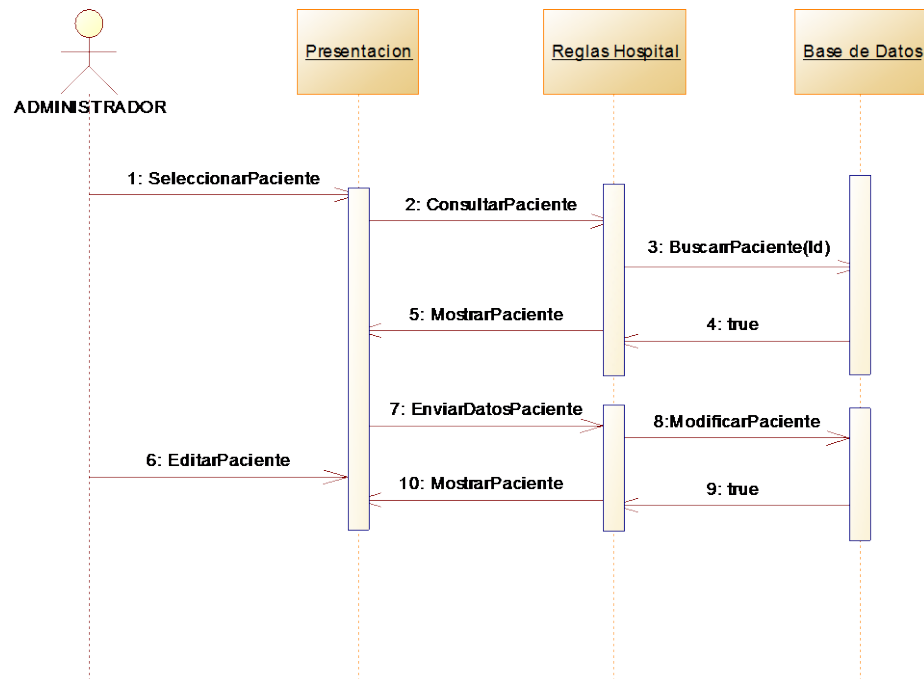 Presentacion
Reglas Hospital
Base de Datos
ADMINISTRADOR
1: SeleccionarPaciente
2: ConsultarPaciente
3: BuscarrPaciente(Id)
5: MostrarPaciente
4: true
7: EnviarDatosPaciente
8:ModificarPaciente
6: EditarPaciente
10: MostrarPaciente
9: true